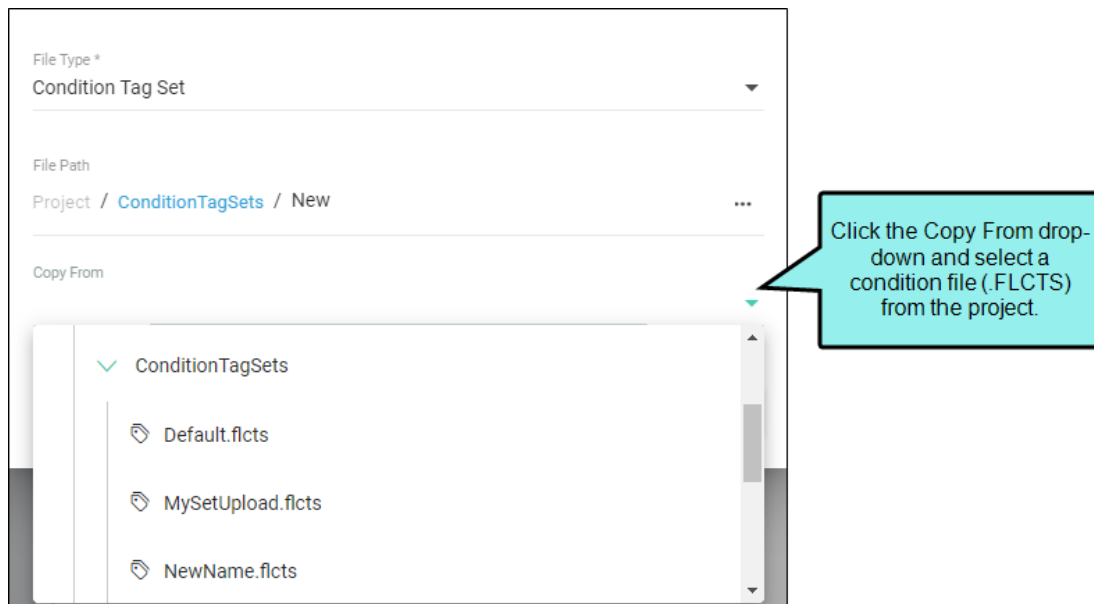 File Type *
Condition Tag Set
File Path
Project / ConditionTagSets / New
...
Copy From
Click the Copy From drop-
down and select a
condition file (.FLCTS)
from the project.
ConditionTagSets
Default.flcts
MySetUpload.flcts
NewName.flcts